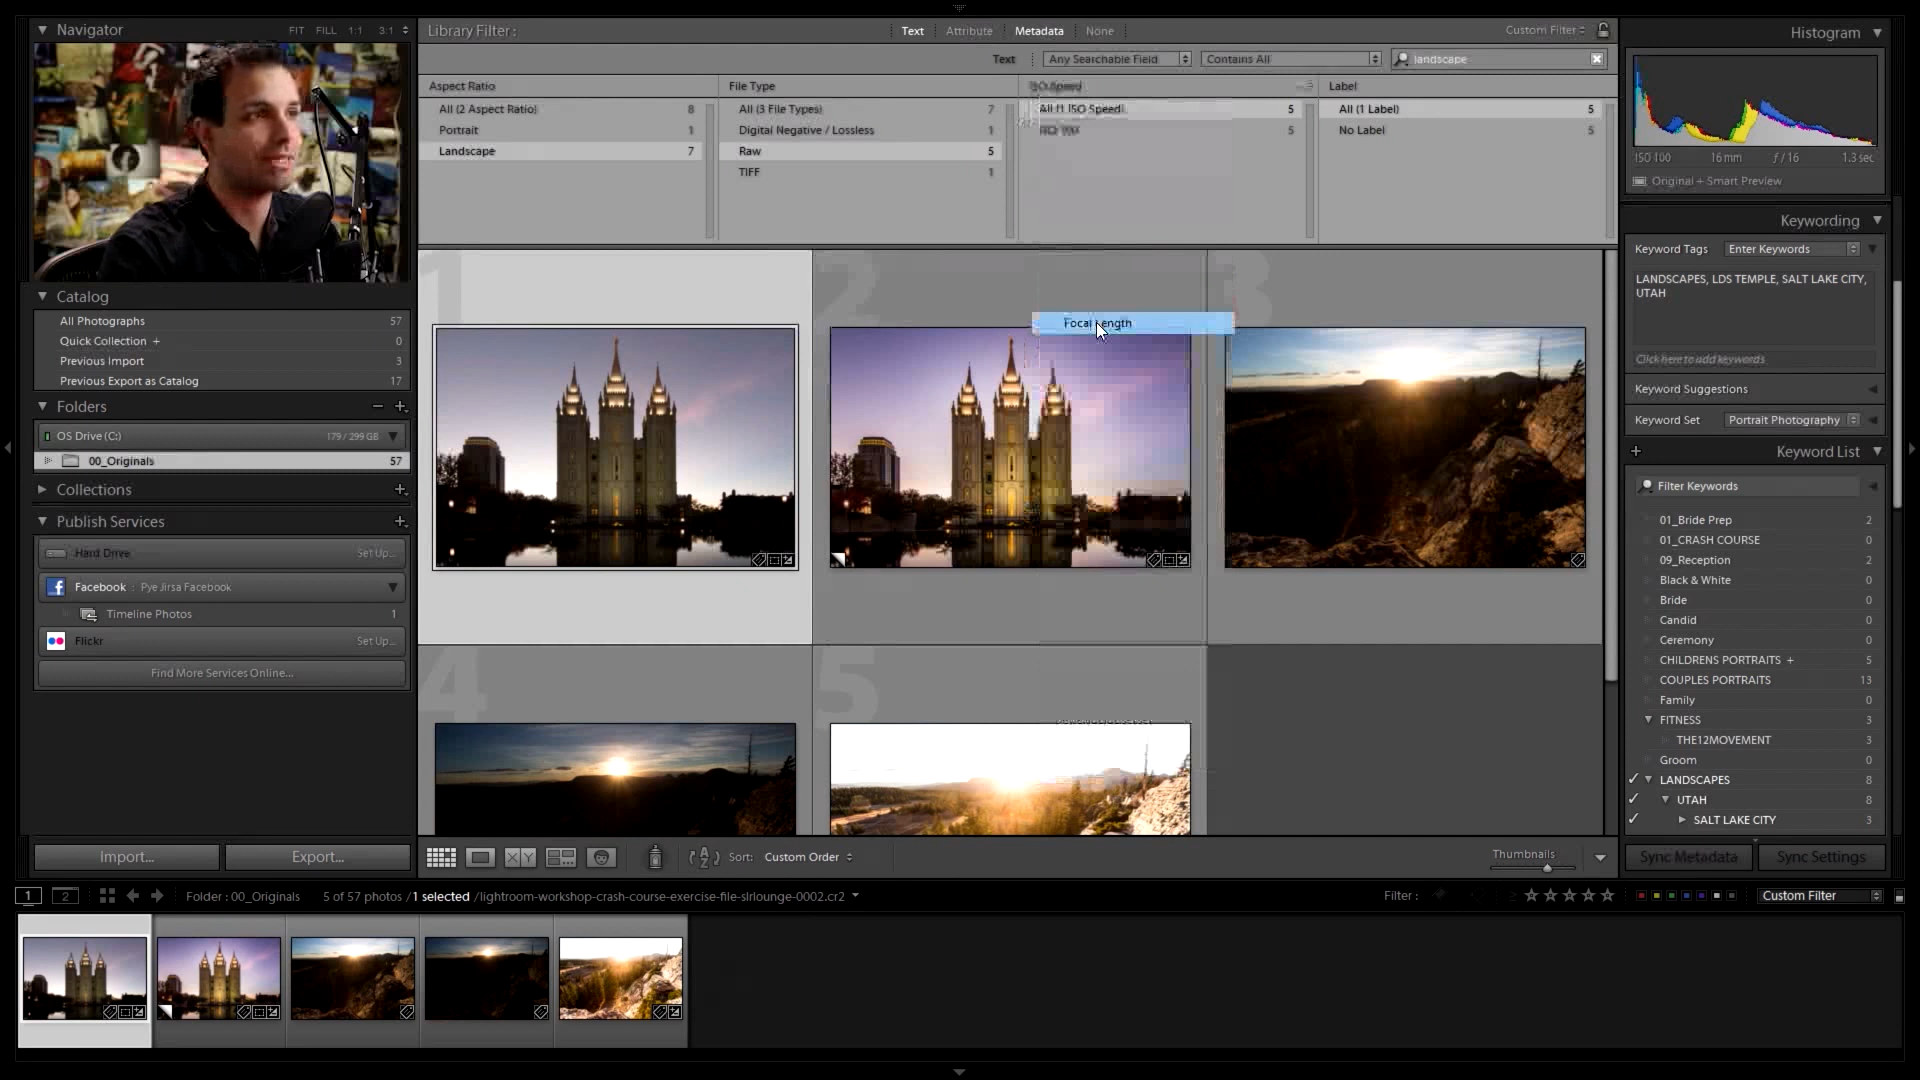 Navigator FIT FILL 1:1 3:1
Catalog
All Photographs 57
Quick Collection + 0
Previous Import 3
Previous Export as Catalog 17
Folders
OS Drive (C:) 179 / 299 GB
00_Originals 57
Collections
Publish Services
Hard Drive Set Up...
Facebook : Pye Jirsa Facebook
Timeline Photos 1
Flickr Set Up...
Find More Services Online...
Import... Export...
Library Filter : Text Attribute Metadata None Custom Filter
Text Any Searchable Field Contains All landscape
Aspect Ratio
All (2 Aspect Ratio) 8
Portrait 1
Landscape 7
File Type
All (3 File Types) 7
Digital Negative / Lossless 1
Raw 5
TIFF 1
ISO Speed
All (1 ISO Speed) 5
5
Label
All (1 Label) 5
No Label 5
1 2 3
Focal Length
4 5
XY
Sort: Custom Order
Thumbnails
Histogram
ISO 100 16 mm f / 16 1.3 sec
Original + Smart Preview
Keywording
Keyword Tags Enter Keywords
LANDSCAPES, LDS TEMPLE, SALT LAKE CITY,
UTAH
Click here to add keywords
Keyword Suggestions
Keyword Set Portrait Photography
Keyword List
Filter Keywords
01_Bride Prep 2
01_CRASH COURSE 0
09_Reception 2
Black & White 0
Bride 0
Candid 0
Ceremony 0
CHILDRENS PORTRAITS + 5
COUPLES PORTRAITS 13
Family 0
FITNESS 3
THE12MOVEMENT 3
Groom 0
LANDSCAPES 8
UTAH 8
SALT LAKE CITY 3
Sync Metadata Sync Settings
1 2 Folder : 00_Originals 5 of 57 photos / 1 selected / lightroom-workshop-crash-course-exercise-file-slrlounge-0002.cr2 Filter : Custom Filter